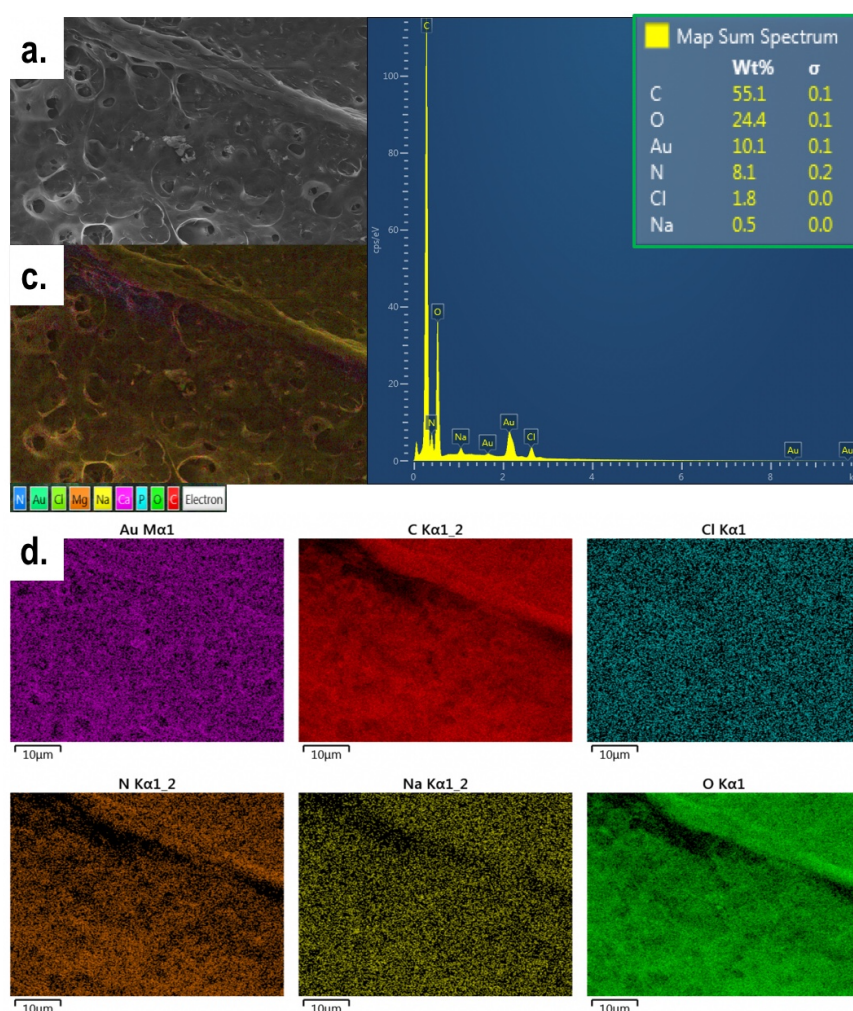 a.
C
100
80
60
40
20
0
cps/eV
O
N
Na
Au
Au
Cl
Au
Au
0
2
4
6
8
Map Sum Spectrum
Wt% σ
C 55.1 0.1
O 24.4 0.1
Au 10.1 0.1
N 8.1 0.2
Cl 1.8 0.0
Na 0.5 0.0
c.
N Au Cl Mg Na Ca P O C Electron
d.
Au Mα1
C Kα1_2
Cl Kα1
10µm
10µm
10µm
N Kα1_2
Na Kα1_2
O Kα1
10µm
10µm
10µm